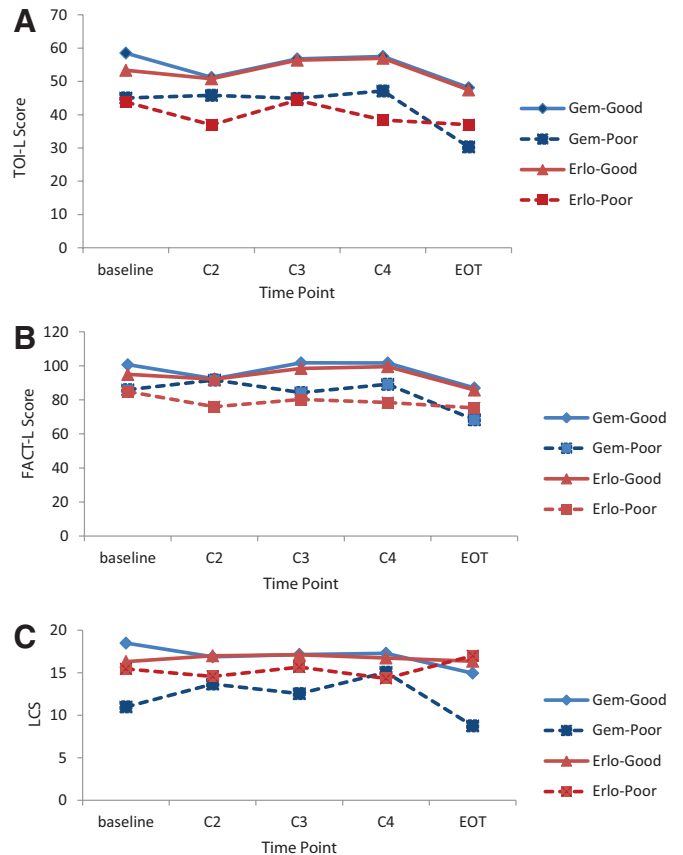 A
TOI-L Score
70
60
50
40
30
20
10
0
baseline C2 C3 C4 EOT
Time Point
Gem-Good
Gem-Poor
Erlo-Good
Erlo-Poor
B
FACT-L Score
120
100
80
60
40
20
0
baseline C2 C3 C4 EOT
Time Point
Gem-Good
Gem-Poor
Erlo-Good
Erlo-Poor
C
LCS
20
15
10
5
0
baseline C2 C3 C4 EOT
Time Point
Gem-Good
Gem-Poor
Erlo-Good
Erlo-Poor